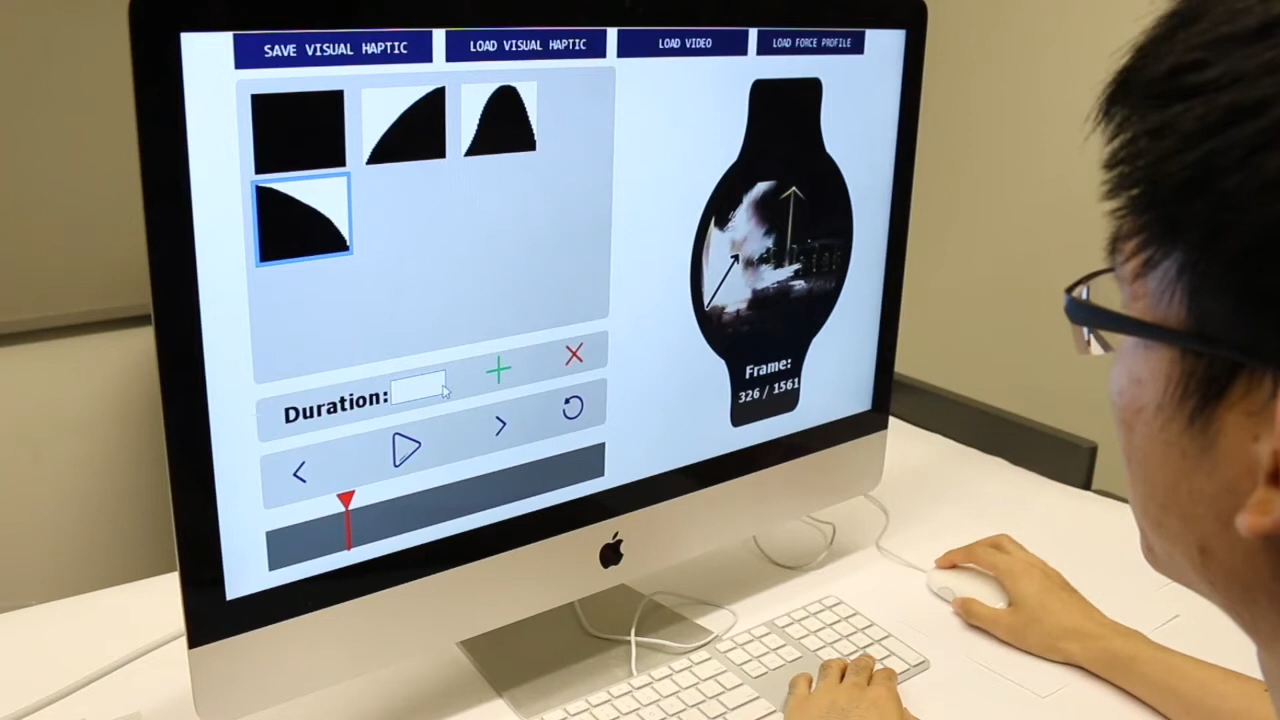 SAVE VISUAL HAPTIC
LOAD VISUAL HAPTIC
LOAD VIDEO
LOAD FORCE PROFILE
Duration:
Frame:
326 / 1561